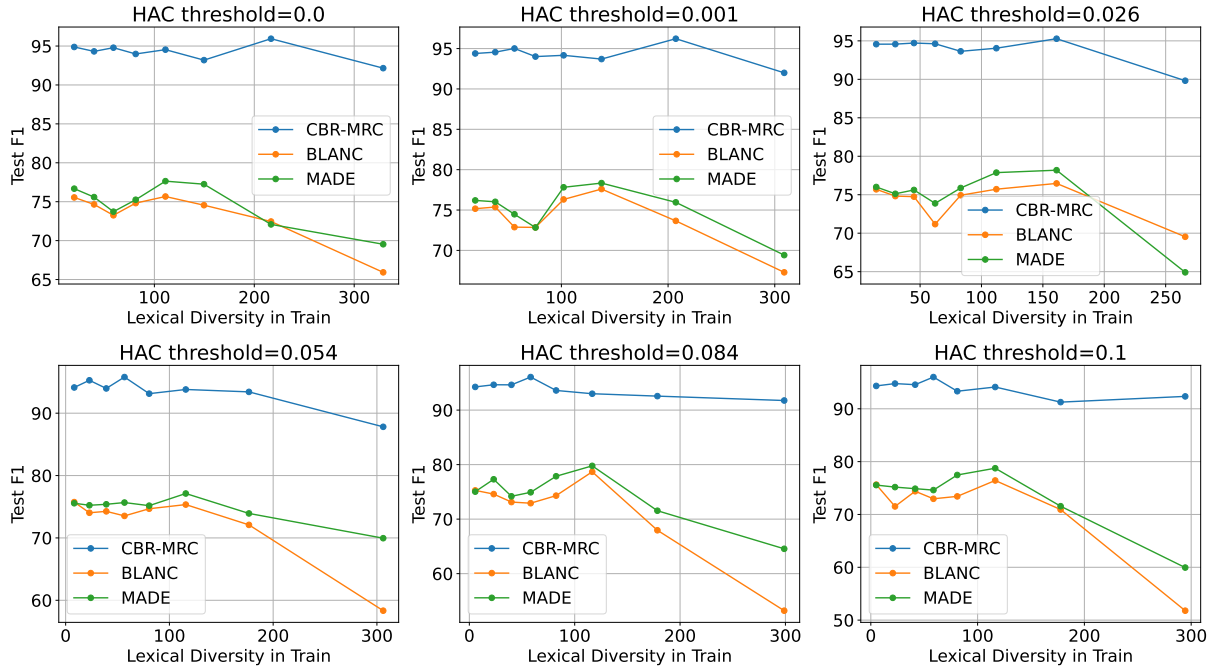 HAC threshold=0.0
95
90
85
80
75
70
65
Test F1
CBR-MRC
BLANC
MADE
100
200
300
Lexical Diversity in Train
HAC threshold=0.001
95
90
85
80
75
70
Test F1
CBR-MRC
BLANC
MADE
100
200
300
Lexical Diversity in Train
HAC threshold=0.026
95
90
85
80
75
70
65
Test F1
CBR-MRC
BLANC
MADE
50
100
150
200
250
Lexical Diversity in Train
HAC threshold=0.054
90
80
70
60
Test F1
CBR-MRC
BLANC
MADE
0
100
200
300
Lexical Diversity in Train
HAC threshold=0.084
90
80
70
60
Test F1
CBR-MRC
BLANC
MADE
0
100
200
300
Lexical Diversity in Train
HAC threshold=0.1
90
80
70
60
50
Test F1
CBR-MRC
BLANC
MADE
0
100
200
300
Lexical Diversity in Train